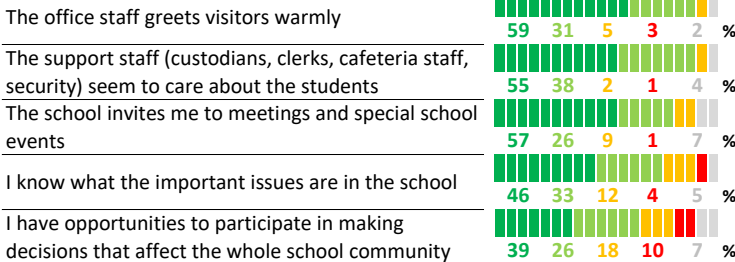 The office staff greets visitors warmly
59 31 5 3 2 %
The support staff (custodians, clerks, cafeteria staff,
security) seem to care about the students
55 38 2 1 4 %
The school invites me to meetings and special school
events
57 26 9 1 7 %
I know what the important issues are in the school
46 33 12 4 5 %
I have opportunities to participate in making
decisions that affect the whole school community
39 26 18 10 7 %